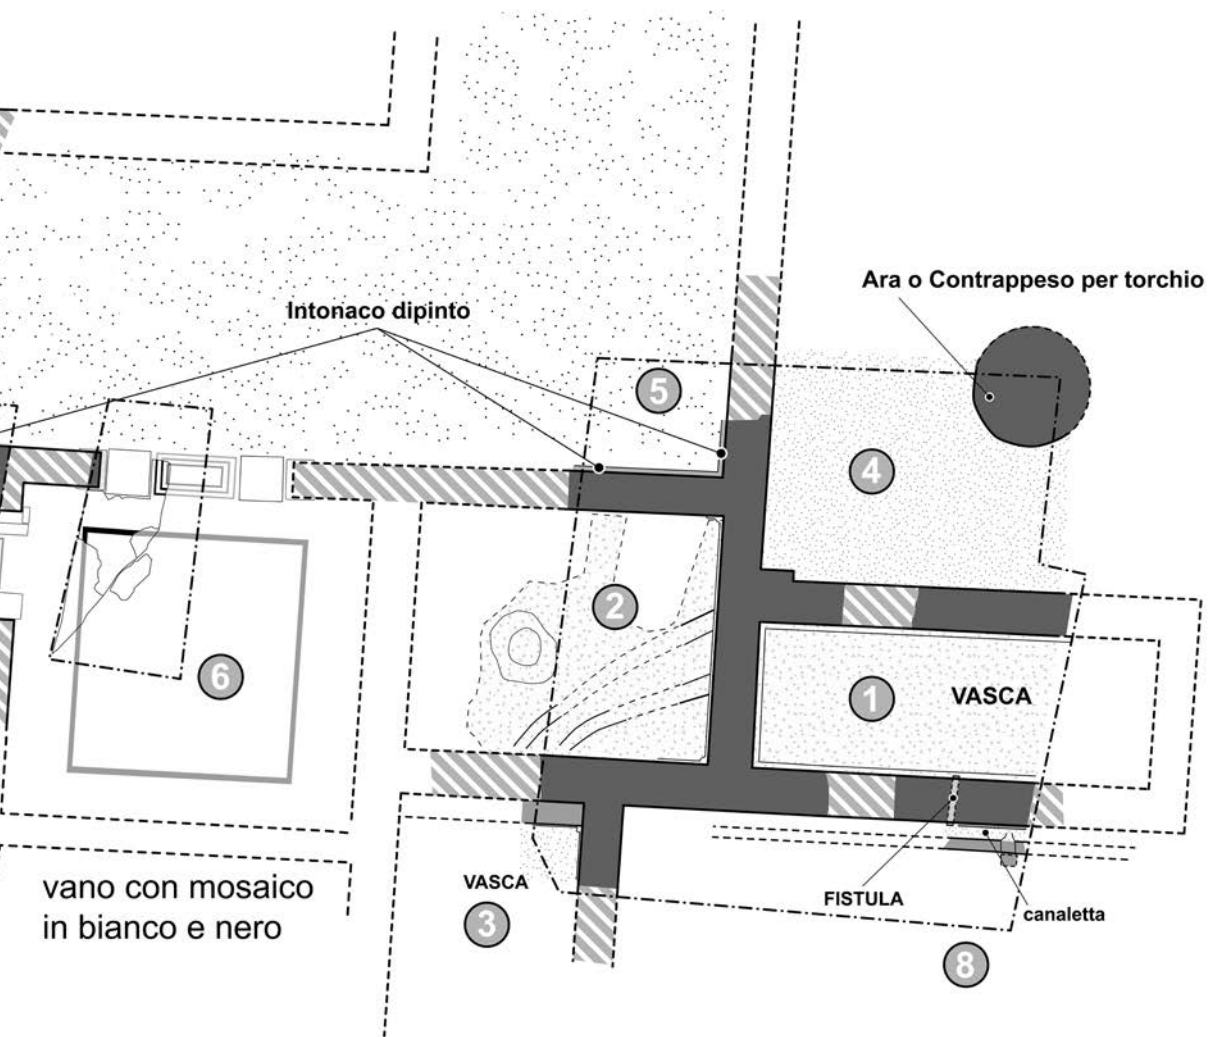 Ara o Contrappeso per torchio
Intonaco dipinto
5
4
2
6
1
VASCA
vano con mosaico
in bianco e nero
VASCA
3
FISTULA
canaletta
8